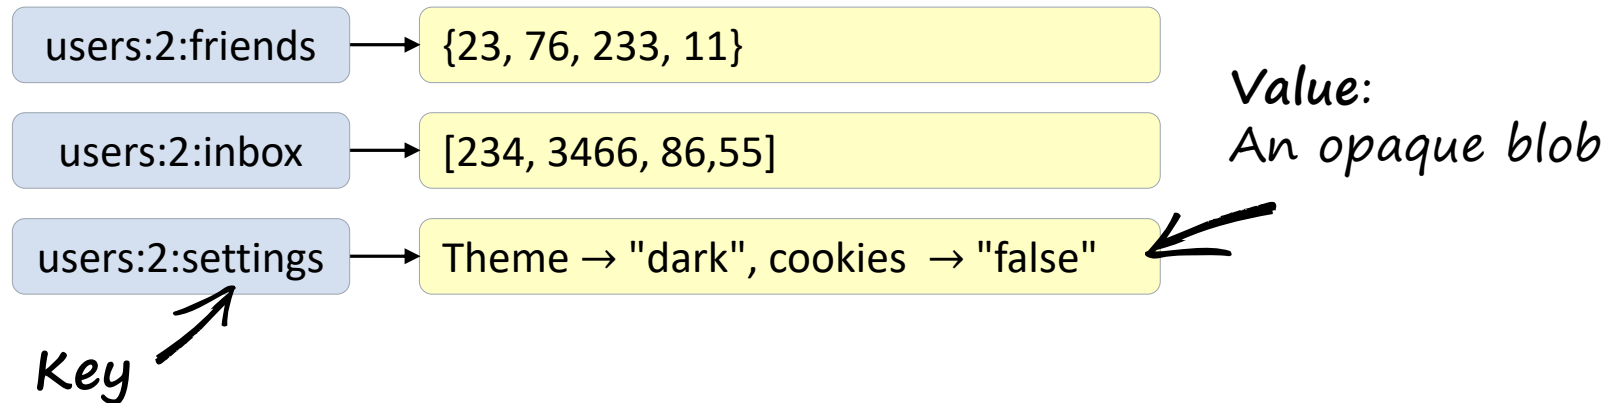 users:2:friends → {23, 76, 233, 11}
Value:
An opaque blob
users:2:inbox → [234, 3466, 86,55]
users:2:settings → Theme → "dark", cookies → "false"
Key